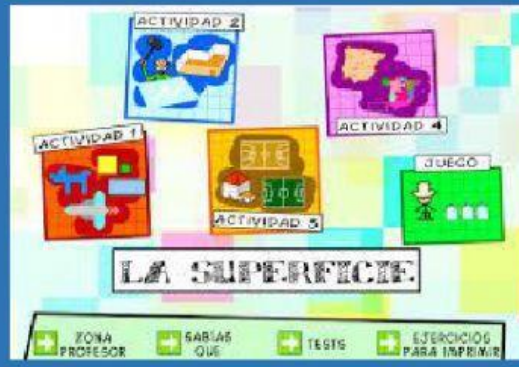 ACTIVIDAD 2
ACTIVIDAD 4
ACTIVIDAD 1
ACTIVIDAD 3
JUEGO
LA SUPERFICIE
ZONA
PROFESOR
SABIAS
QUE
TESTS
EJERCICIOS
PARA IMPRIMIR